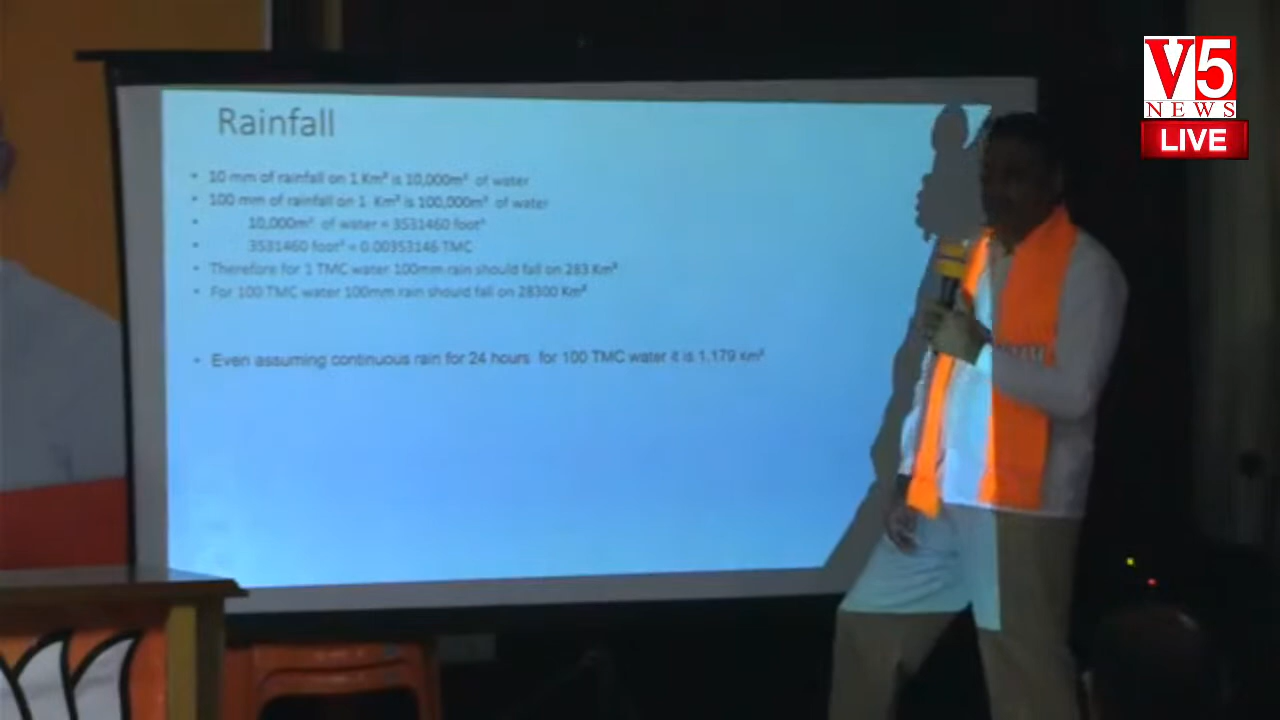 V5
NEWS
LIVE
Rainfall
• 10 mm of rainfall on 1 Km² is 10,000m³ of water
• 100 mm of rainfall on 1 Km² is 100,000m³ of water
• 10,000m³ of water = 3531460 foot³
• 3531460 foot³ = 0.00353146 TMC
• Therefore for 1 TMC water 100mm rain should fall on 283 Km²
• For 100 TMC water 100mm rain should fall on 28300 Km²
• Even assuming continuous rain for 24 hours for 100 TMC water it is 1,179 Km²